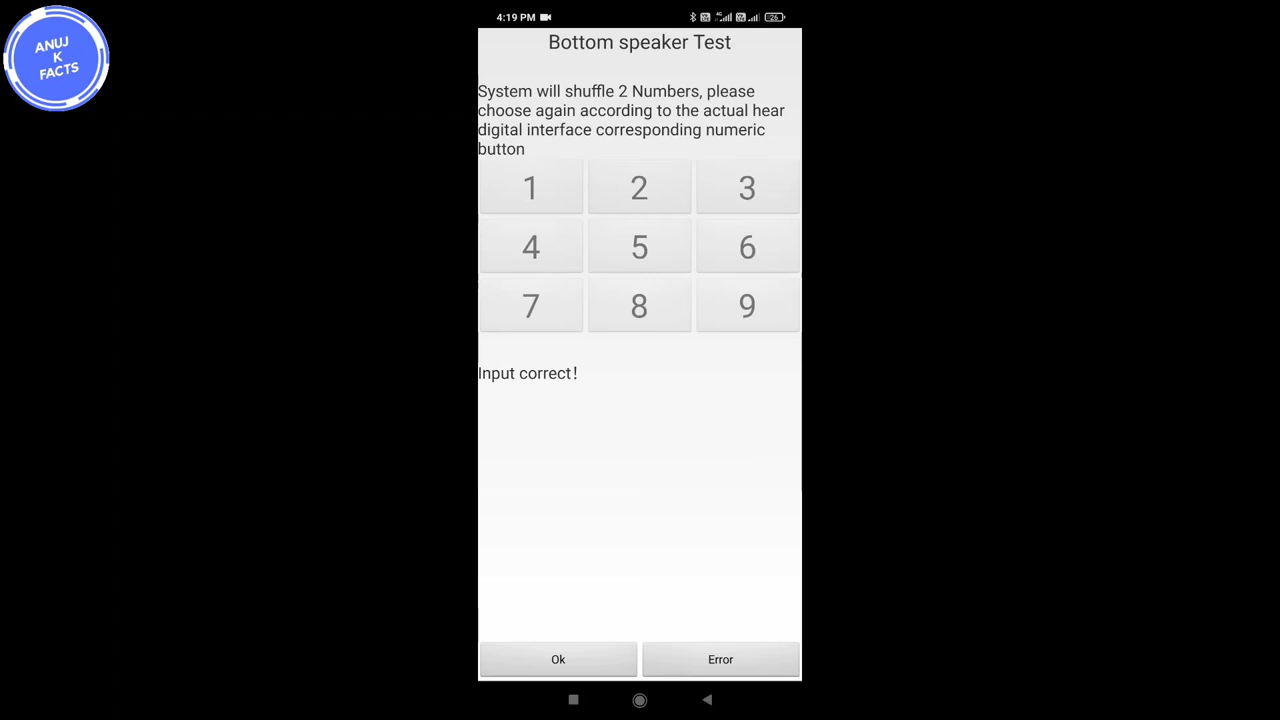 ANUJ
K
FACTS
4:19 PM
4G
26
Bottom speaker Test
System will shuffle 2 Numbers, please
choose again according to the actual hear
digital interface corresponding numeric
button
1 2 3
4 5 6
7 8 9
Input correct!
Ok Error